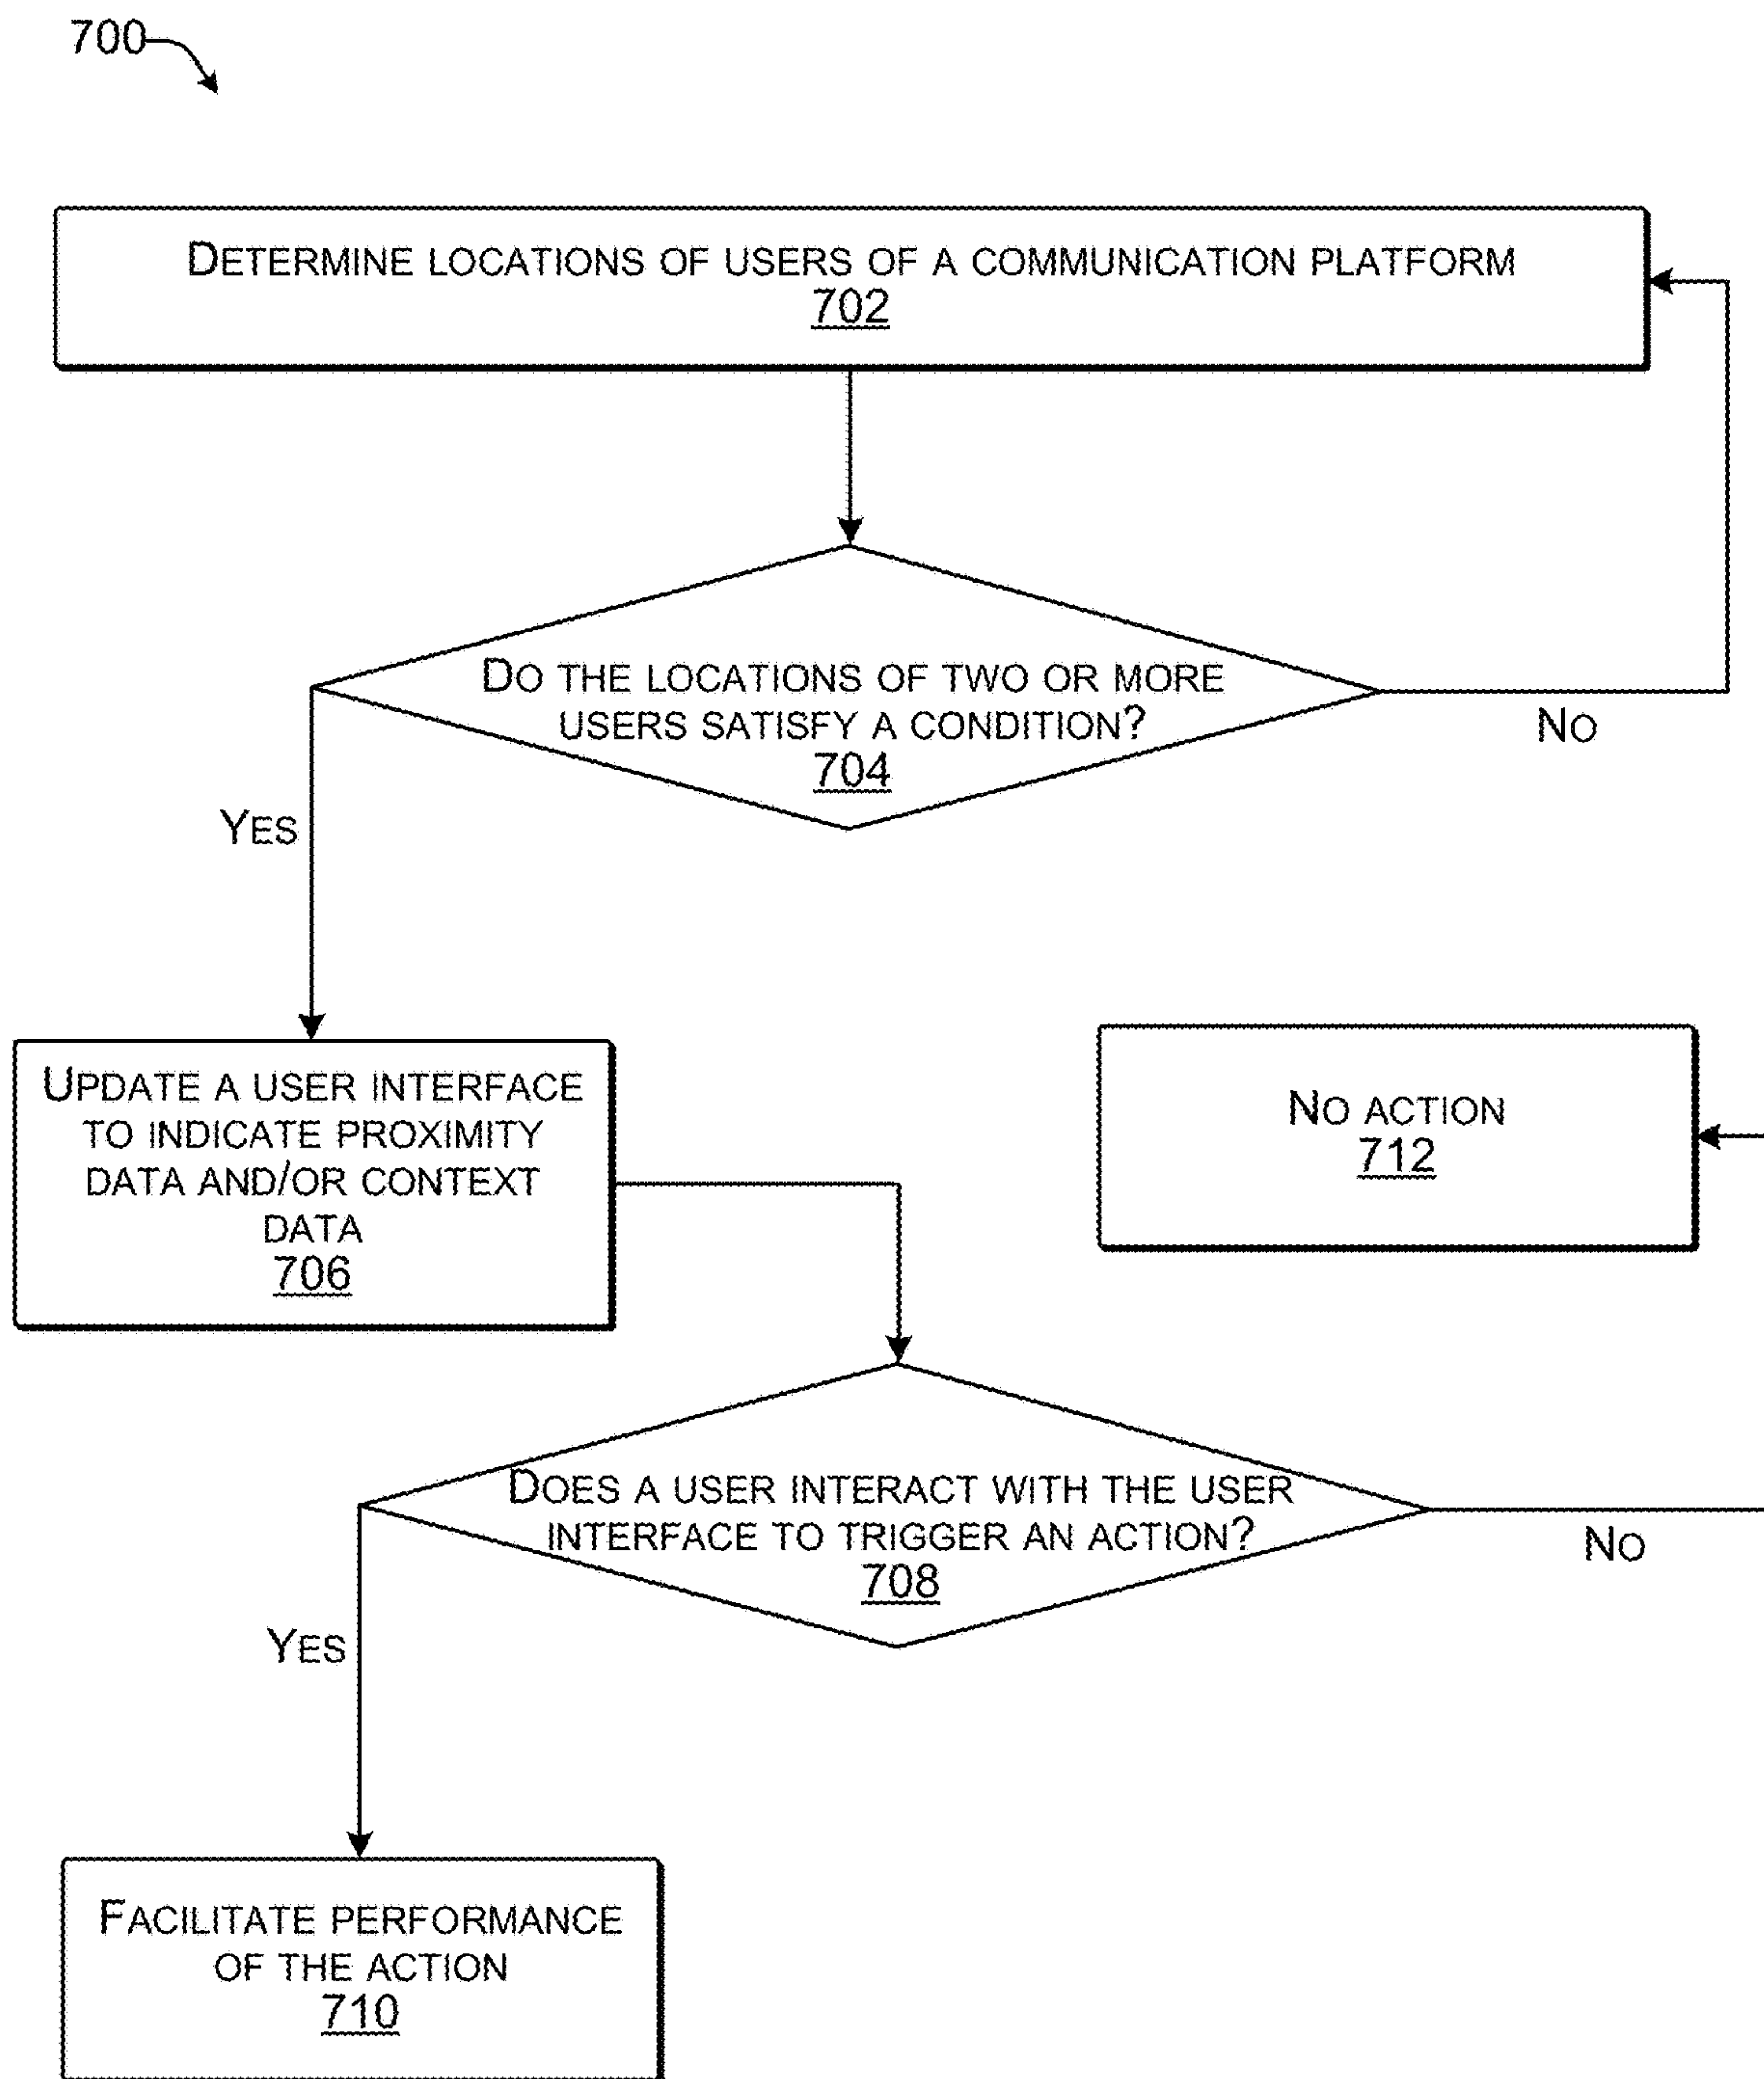 700
DETERMINE LOCATIONS OF USERS OF A COMMUNICATION PLATFORM
702
DO THE LOCATIONS OF TWO OR MORE
USERS SATISFY A CONDITION?
704
NO
YES
UPDATE A USER INTERFACE
TO INDICATE PROXIMITY
DATA AND/OR CONTEXT
DATA
706
NO ACTION
712
DOES A USER INTERACT WITH THE USER
INTERFACE TO TRIGGER AN ACTION?
708
NO
YES
FACILITATE PERFORMANCE
OF THE ACTION
710